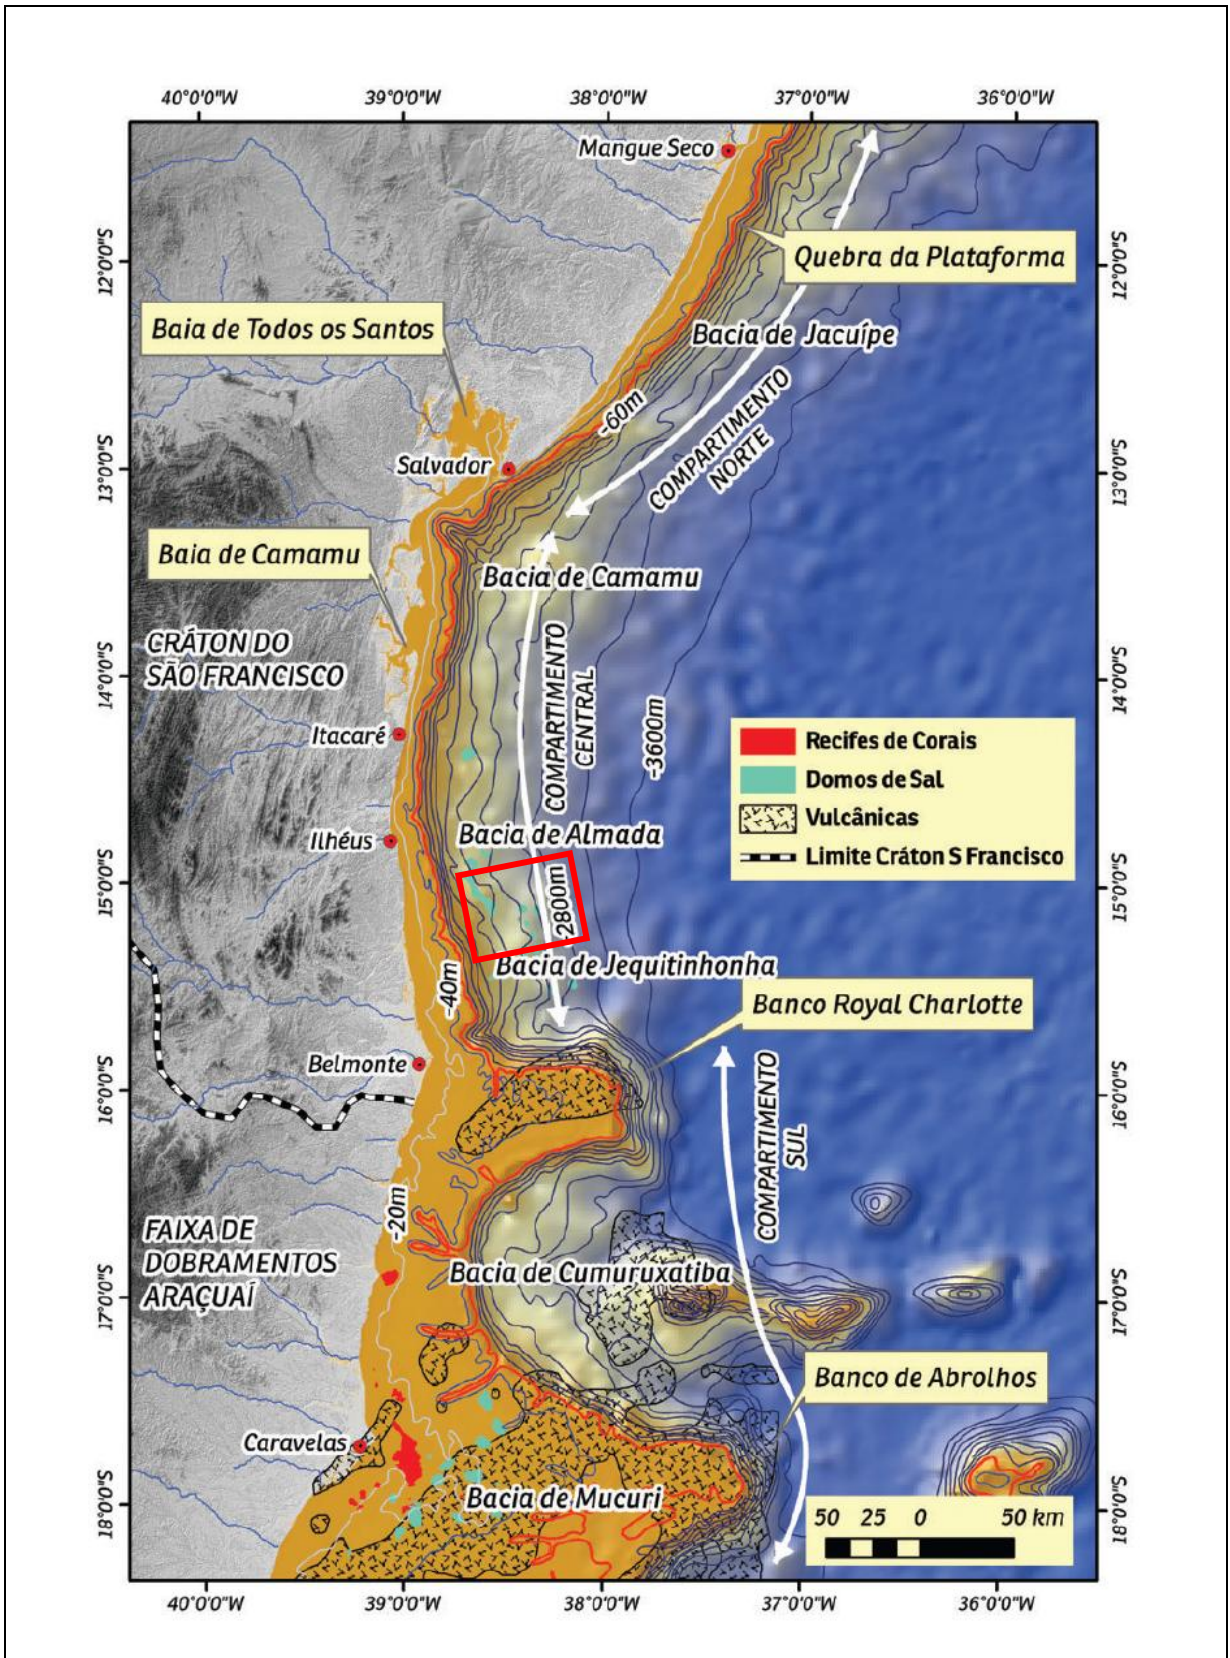 40°0'0"W
39°0'0"W
38°0'0"W
37°0'0"W
36°0'0"W
Mangue Seco
12°0'0"S
12°0'0"S
Quebra da Plataforma
Baia de Todos os Santos
Bacia de Jacuípe
-60m
COMPARTIMENTO
NORTE
Salvador
13°0'0"S
13°0'0"S
Baia de Camamu
Bacia de Camamu
CRÁTON DO
SÃO FRANCISCO
14°0'0"S
14°0'0"S
COMPARTIMENTO
CENTRAL
-3600m
Itacaré
Recifes de Corais
Domos de Sal
Vulcânicas
Limite Cráton S Francisco
Ilhéus
Bacia de Almada
15°0'0"S
15°0'0"S
-2800m
Bacia de Jequitinhonha
-40m
Banco Royal Charlotte
Belmonte
16°0'0"S
16°0'0"S
COMPARTIMENTO
SUL
-20m
FAIXA DE
DOBRAMENTOS
ARAÇUAÍ
Bacia de Cumuruxatiba
17°0'0"S
17°0'0"S
Banco de Abrolhos
Caravelas
Bacia de Mucuri
18°0'0"S
18°0'0"S
50 25 0 50 km
40°0'0"W
39°0'0"W
38°0'0"W
37°0'0"W
36°0'0"W